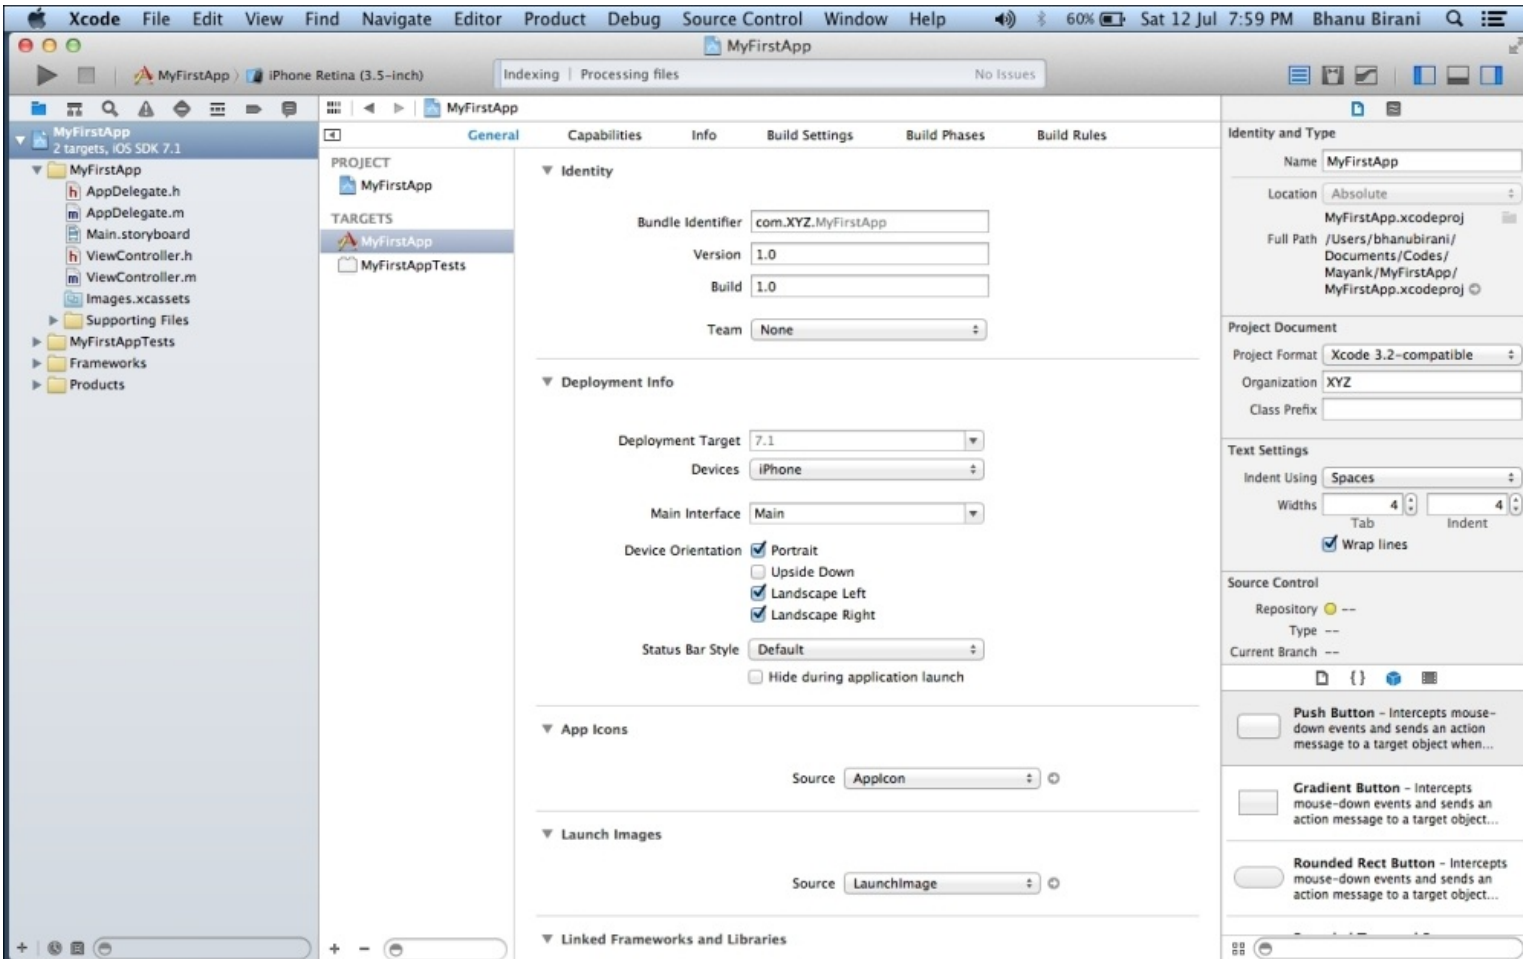 Xcode File Edit View Find Navigate Editor Product Debug Source Control Window Help 60% Sat 12 Jul 7:59 PM Bhanu Birani
MyFirstApp
MyFirstApp iPhone Retina (3.5-inch)
Indexing | Processing files No Issues
MyFirstApp
2 targets, iOS SDK 7.1
MyFirstApp
AppDelegate.h
AppDelegate.m
Main.storyboard
ViewController.h
ViewController.m
Images.xcassets
Supporting Files
MyFirstAppTests
Frameworks
Products
MyFirstApp
General Capabilities Info Build Settings Build Phases Build Rules
PROJECT
MyFirstApp
TARGETS
MyFirstApp
MyFirstAppTests
Identity
Bundle Identifier com.XYZ.MyFirstApp
Version 1.0
Build 1.0
Team None
Deployment Info
Deployment Target 7.1
Devices iPhone
Main Interface Main
Device Orientation Portrait
Upside Down
Landscape Left
Landscape Right
Status Bar Style Default
Hide during application launch
App Icons
Source AppIcon
Launch Images
Source LaunchImage
Linked Frameworks and Libraries
Identity and Type
Name MyFirstApp
Location Absolute
MyFirstApp.xcodeproj
Full Path /Users/bhanubirani/
Documents/Codes/
Mayank/MyFirstApp/
MyFirstApp.xcodeproj
Project Document
Project Format Xcode 3.2-compatible
Organization XYZ
Class Prefix
Text Settings
Indent Using Spaces
Widths 4 4
Tab Indent
Wrap lines
Source Control
Repository --
Type --
Current Branch --
{}
Push Button - Intercepts mouse-
down events and sends an action
message to a target object when...
Gradient Button - Intercepts
mouse-down events and sends an
action message to a target object...
Rounded Rect Button - Intercepts
mouse-down events and sends an
action message to a target object...